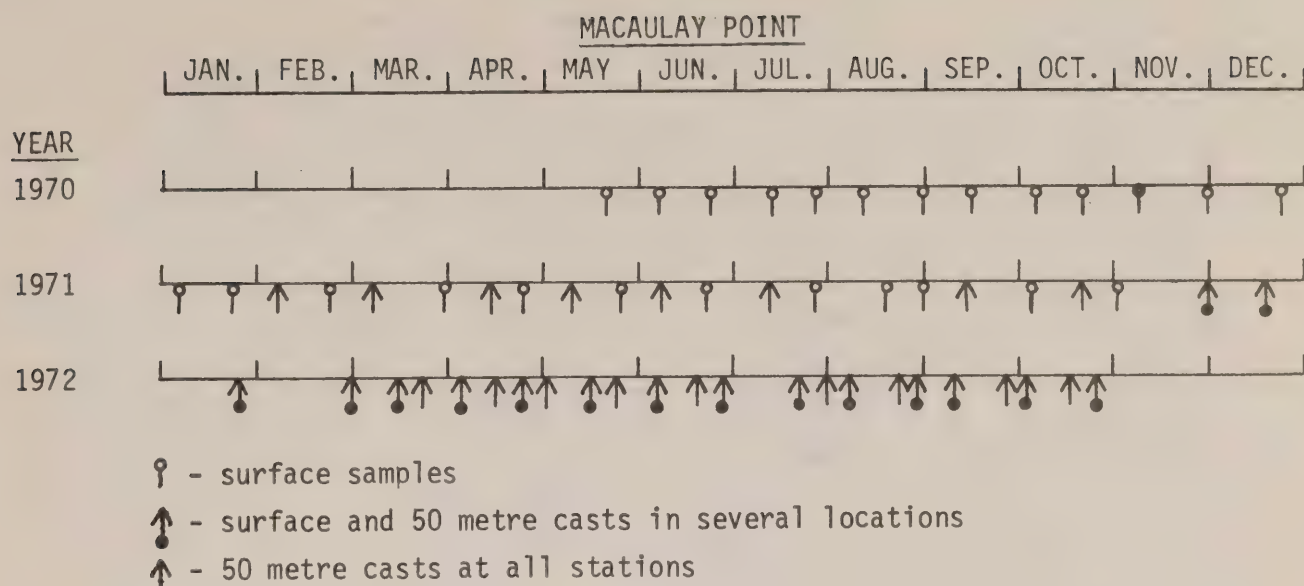 MACAULAY POINT
JAN. FEB. MAR. APR. MAY JUN. JUL. AUG. SEP. OCT. NOV. DEC.
YEAR
1970
1971
1972
- surface samples
- surface and 50 metre casts in several locations
- 50 metre casts at all stations